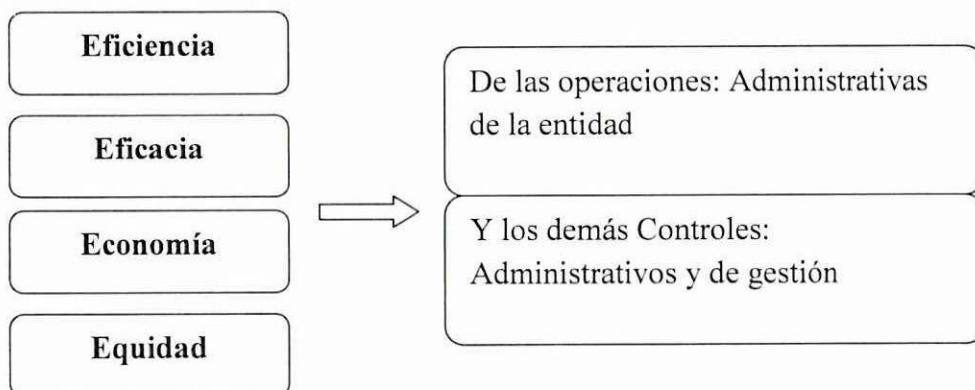 Eficiencia
Eficacia
Economía
Equidad
De las operaciones: Administrativas
de la entidad
Y los demás Controles:
Administrativos y de gestión